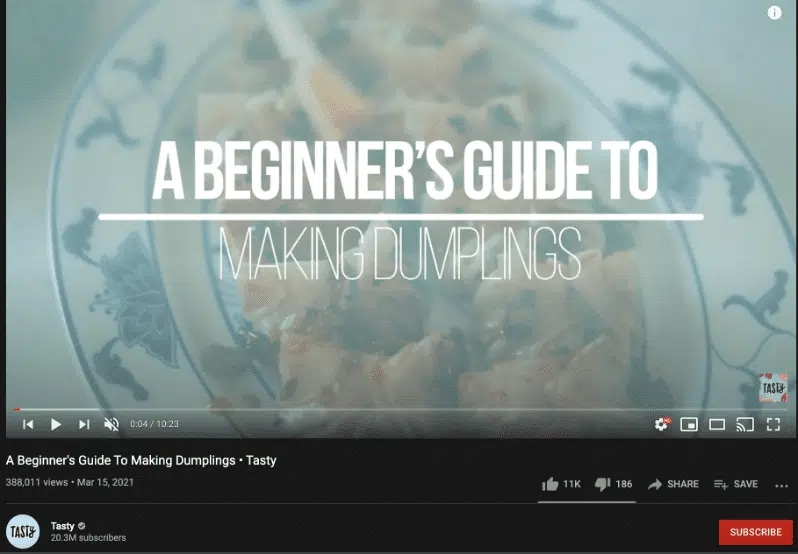 A BEGINNER'S GUIDE TO
MAKING DUMPLINGS
TASTY
0:04 / 10:23
HD
A Beginner's Guide To Making Dumplings • Tasty
388,011 views • Mar 15, 2021
11K 186 SHARE SAVE ...
TASTY
Tasty
20.3M subscribers
SUBSCRIBE